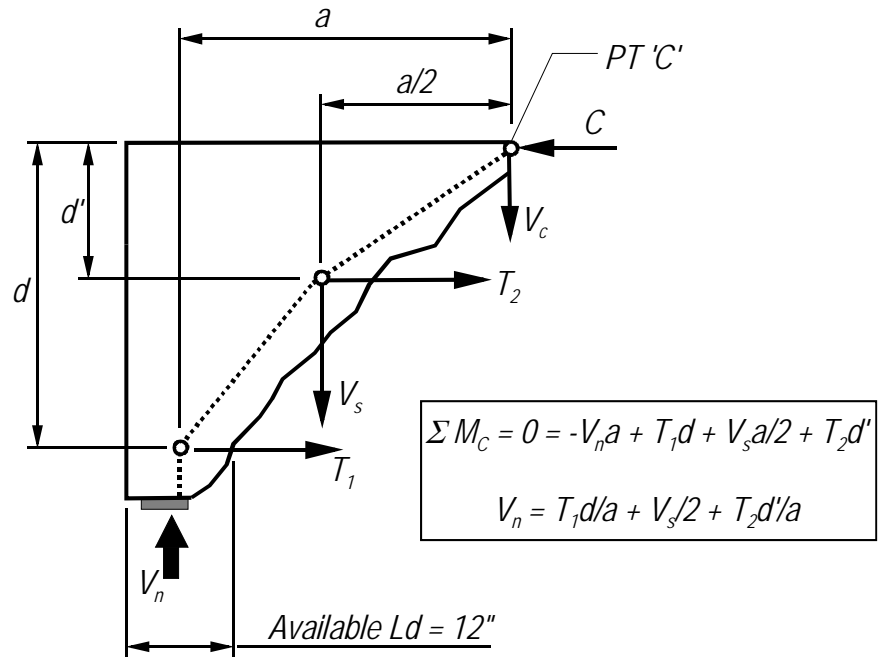 a
PT 'C'
a/2
C
d'
V_c
d
T_2
V_s
Σ M_C = 0 = -V_n a + T_1 d + V_s a/2 + T_2 d'
T_1
V_n = T_1 d/a + V_s/2 + T_2 d'/a
V_n
Available Ld = 12"